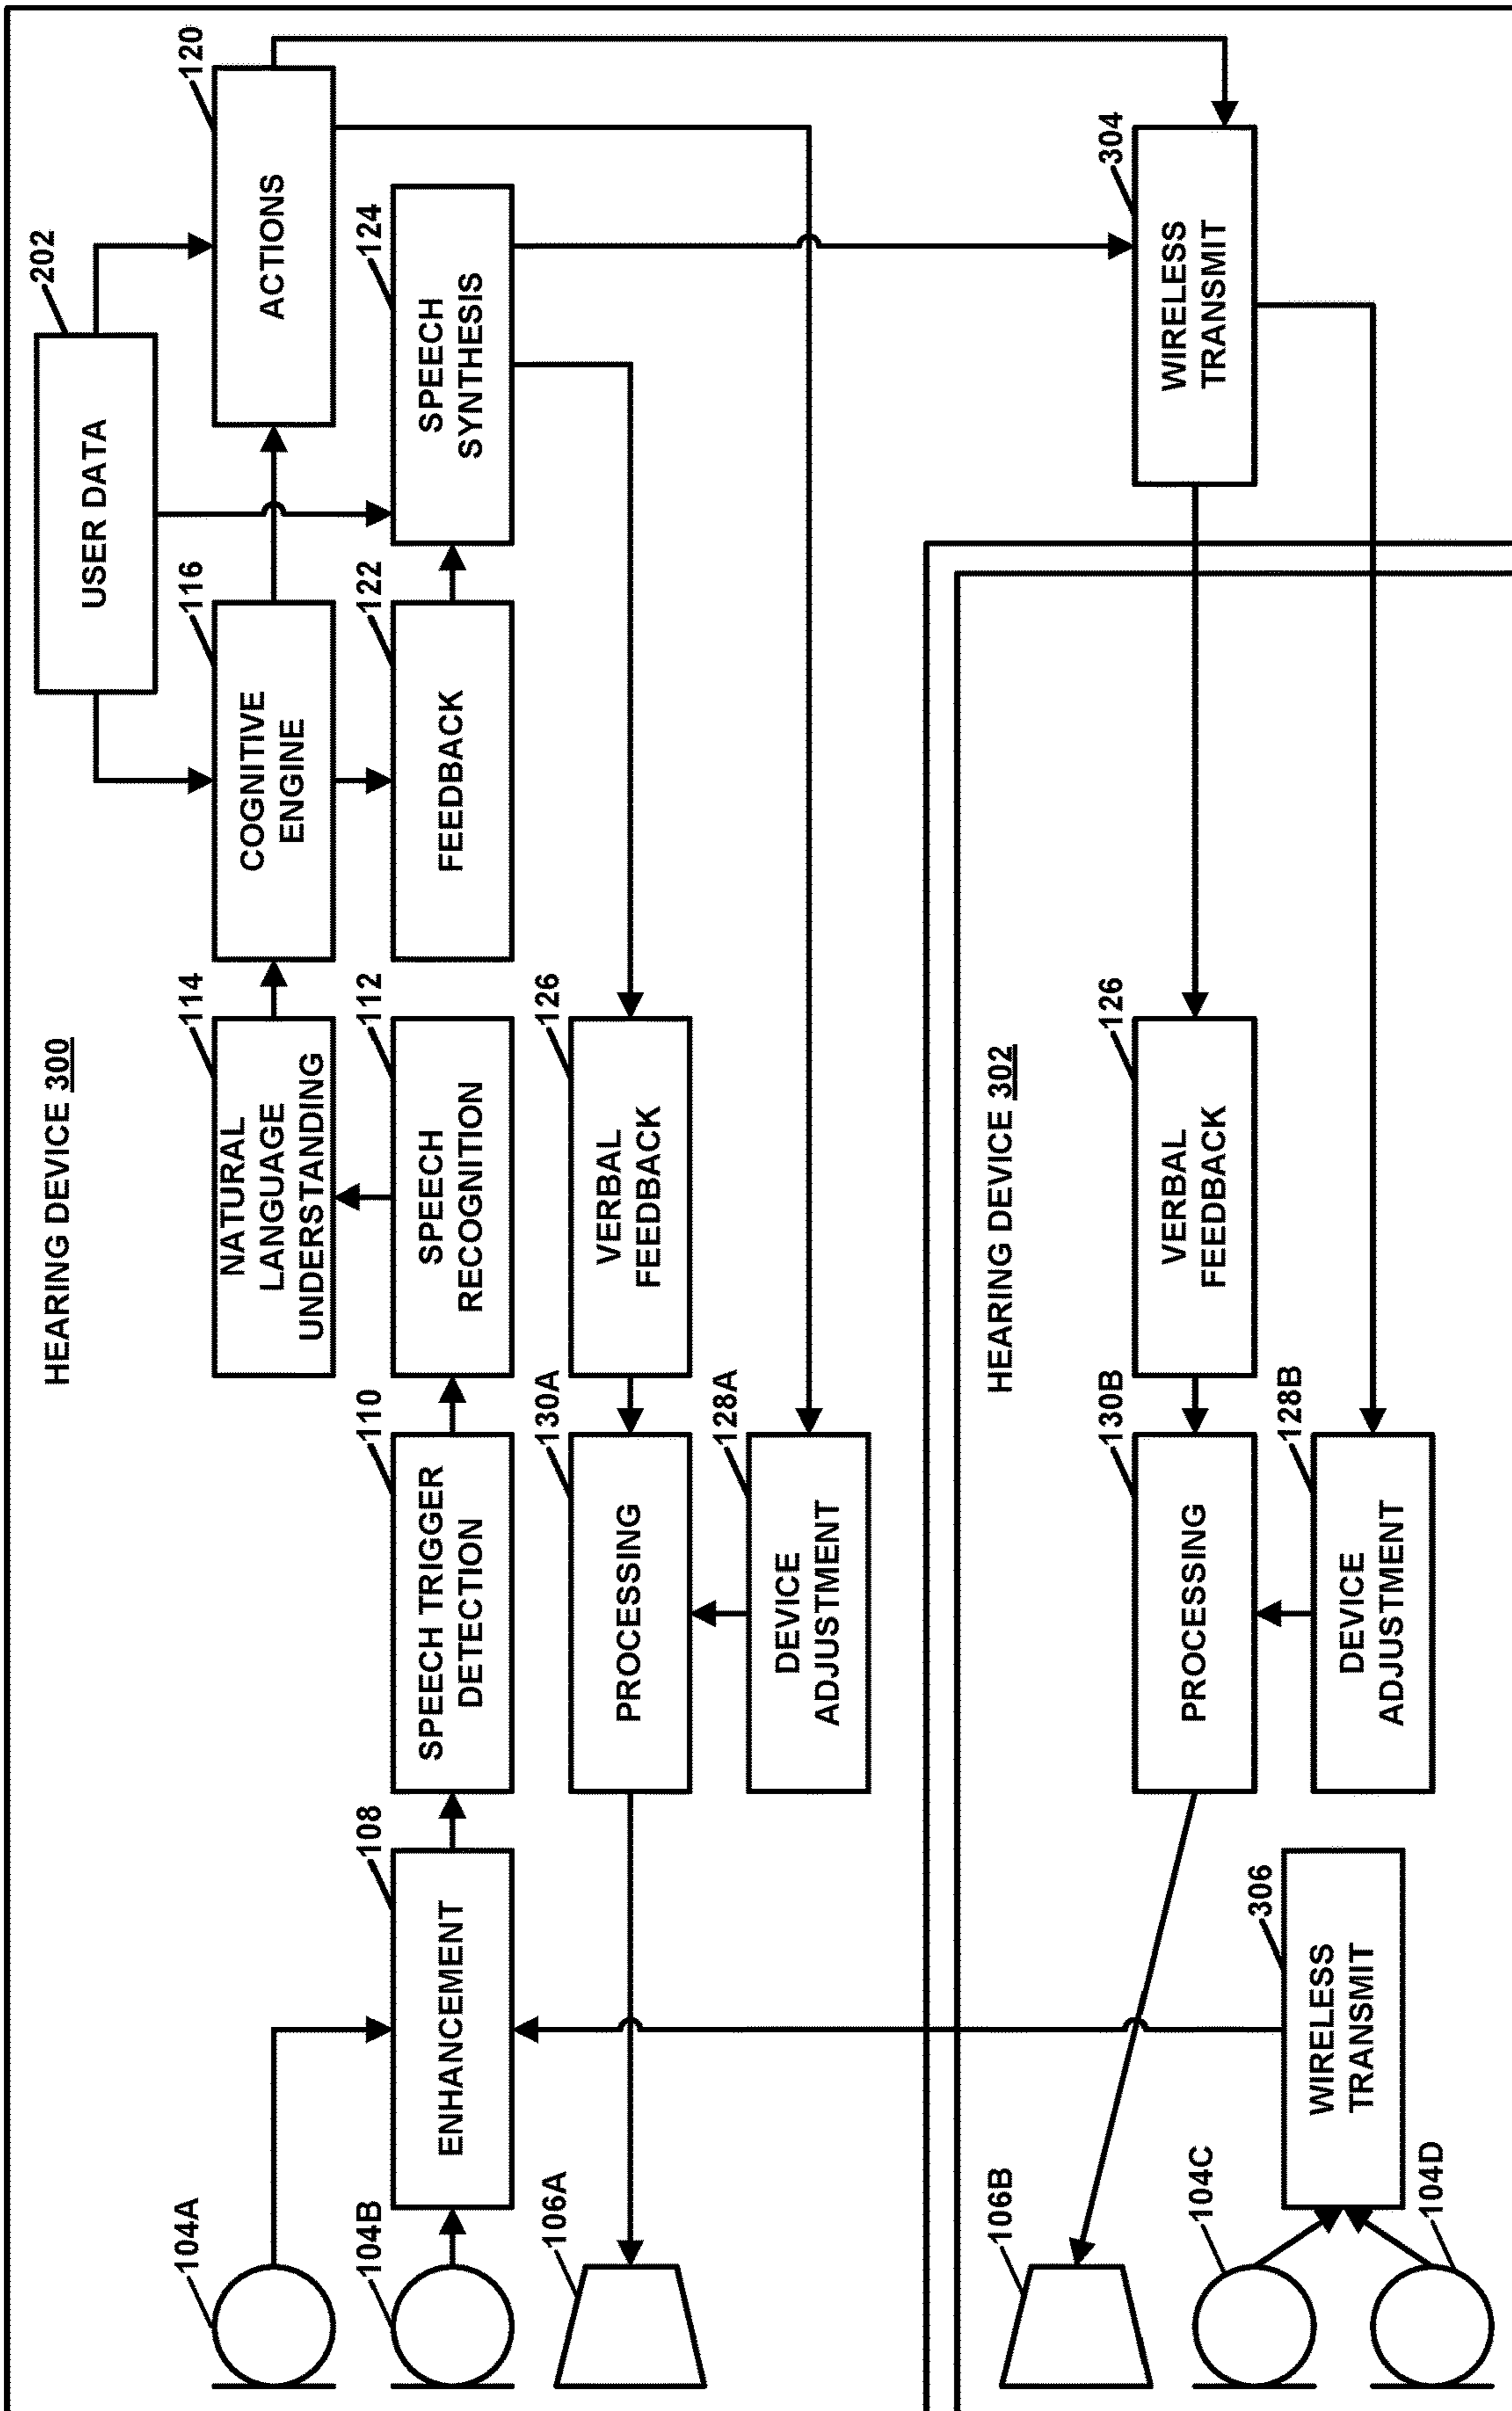 HEARING DEVICE 300
202
USER DATA
104A
114
NATURAL
LANGUAGE
UNDERSTANDING
116
COGNITIVE
ENGINE
120
ACTIONS
104B
108
ENHANCEMENT
110
SPEECH TRIGGER
DETECTION
112
SPEECH
RECOGNITION
122
FEEDBACK
124
SPEECH
SYNTHESIS
106A
130A
PROCESSING
126
VERBAL
FEEDBACK
128A
DEVICE
ADJUSTMENT
HEARING DEVICE 302
106B
130B
PROCESSING
126
VERBAL
FEEDBACK
304
WIRELESS
TRANSMIT
104C
306
WIRELESS
TRANSMIT
128B
DEVICE
ADJUSTMENT
104D